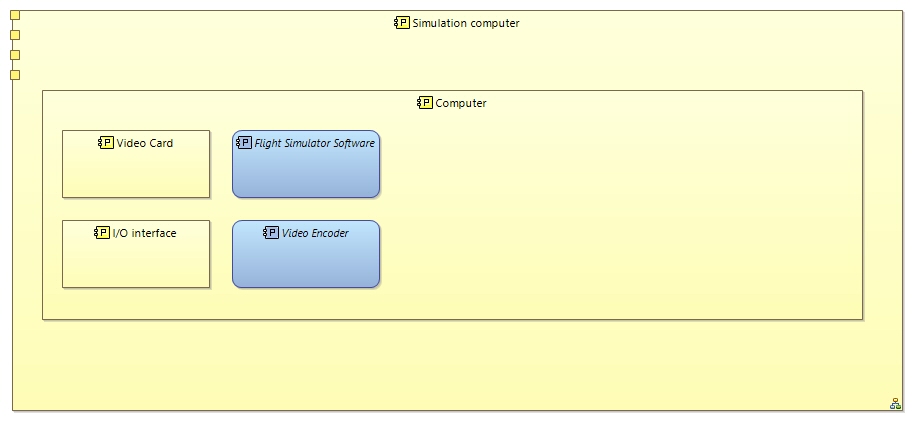 Simulation computer
Computer
Video Card
Flight Simulator Software
I/O interface
Video Encoder